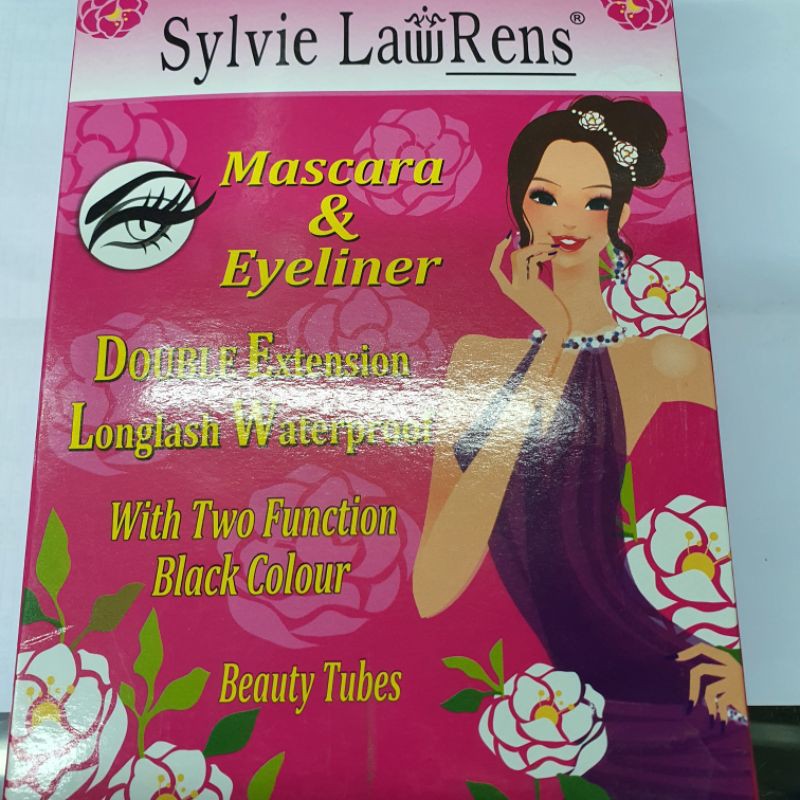 Sylvie LawRens®
Mascara
&
Eyeliner
DOUBLE Extension
Longlash Waterproof
With Two Function
Black Colour
Beauty Tubes